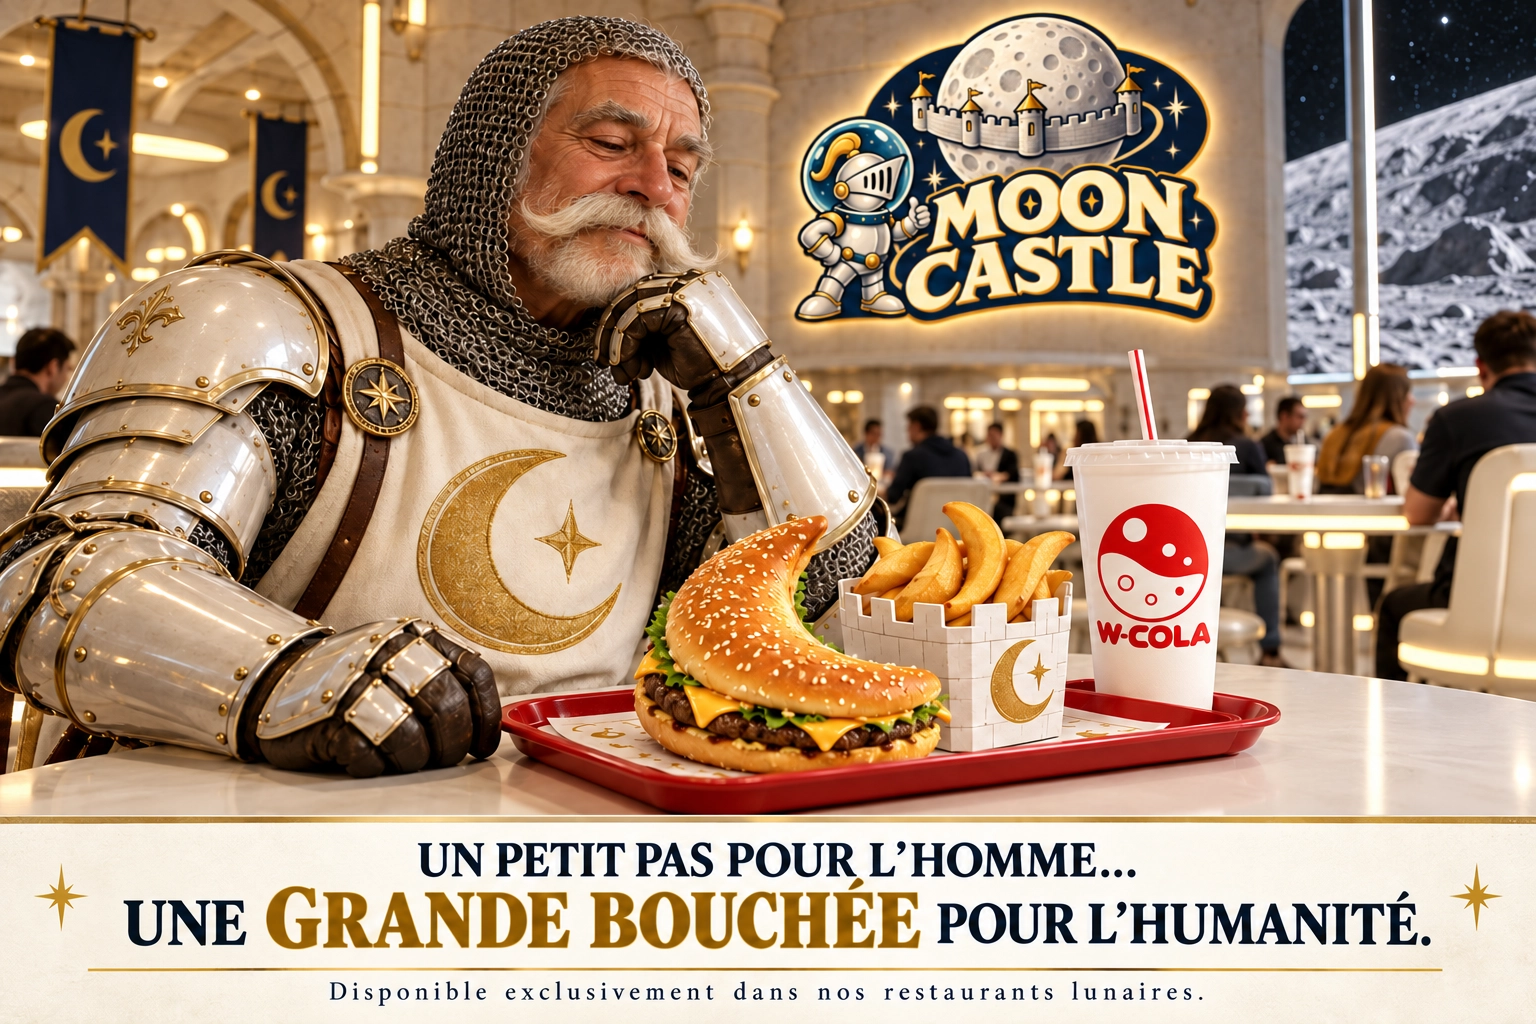 MOON
CASTLE
W-COLA
UN PETIT PAS POUR L'HOMME...
UNE GRANDE BOUCHÉE POUR L'HUMANITÉ.
Disponible exclusivement dans nos restaurants lunaires.